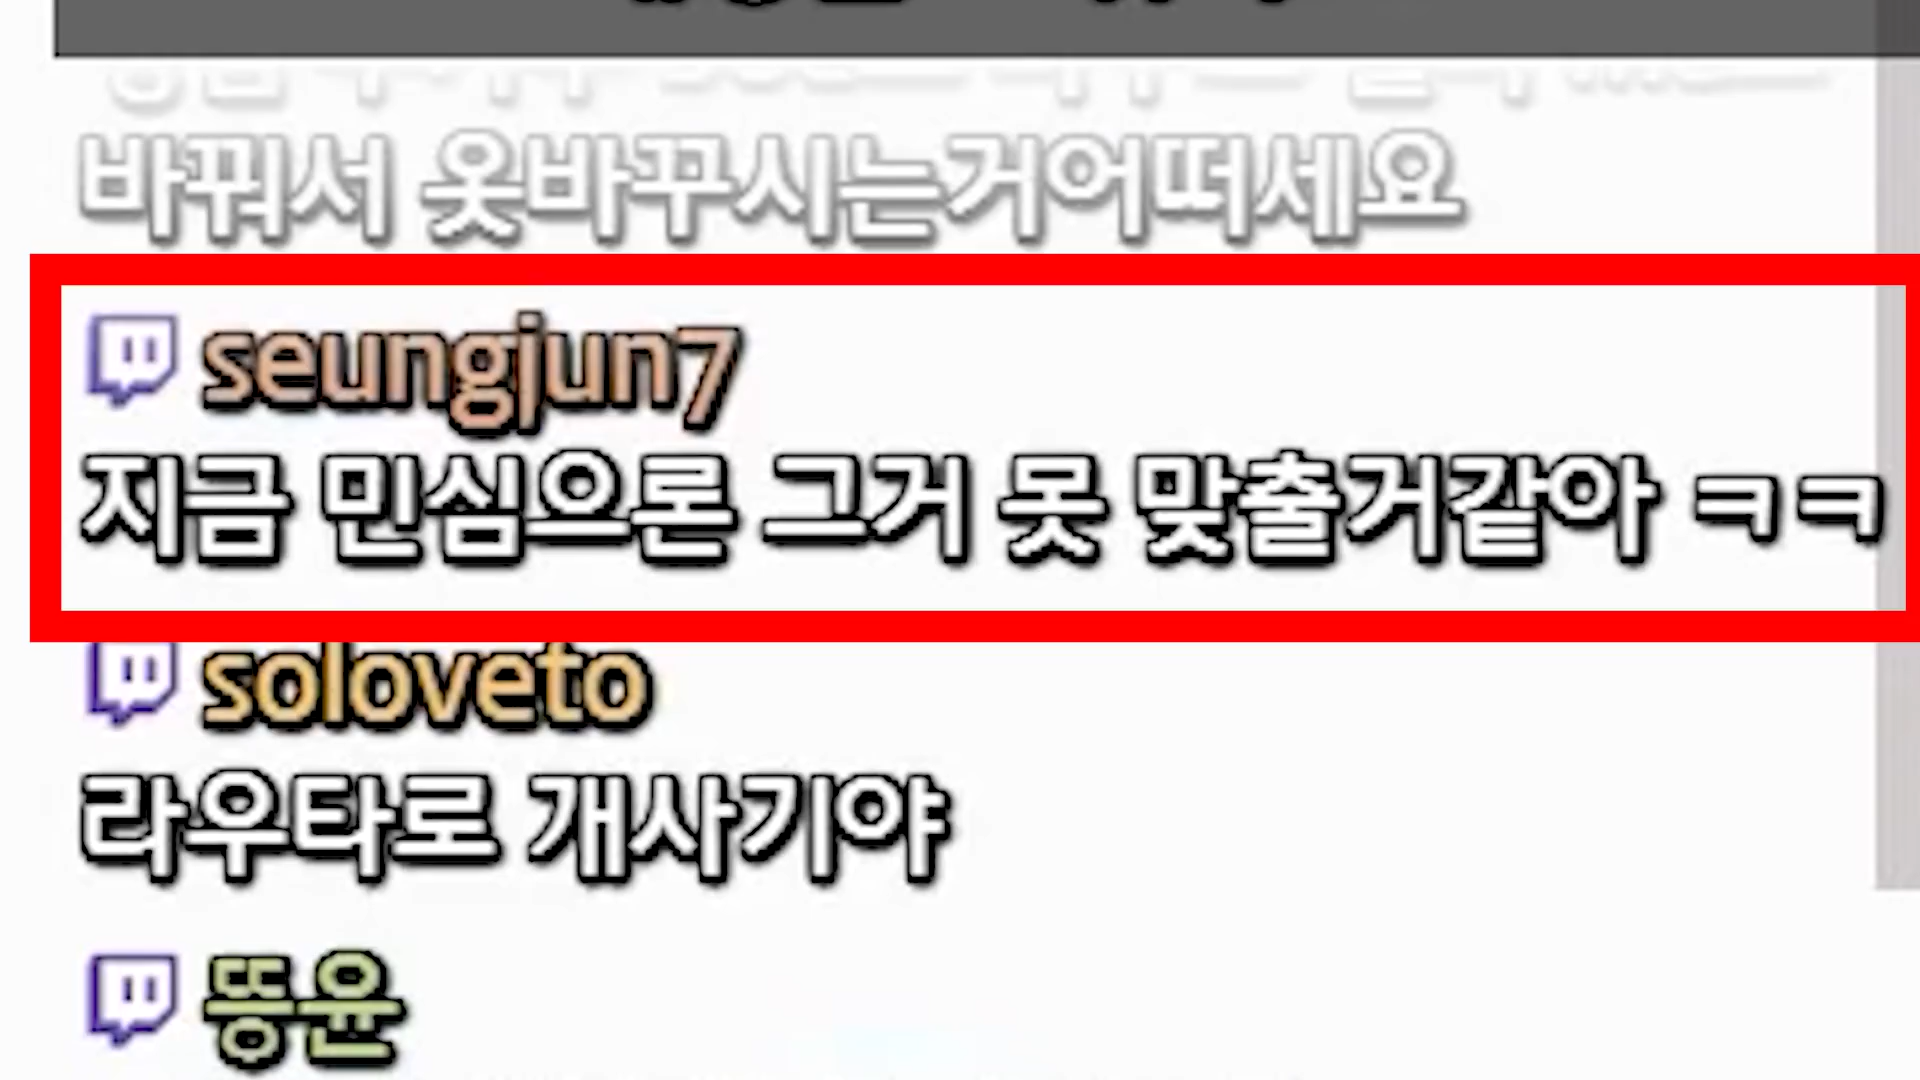 바꿔서 옷바꾸시는거어떠세요
seungjun7
지금 민심으론 그거 못 맞출거같아 ㅋㅋ
soloveto
라우타로 개사기야
똥윤